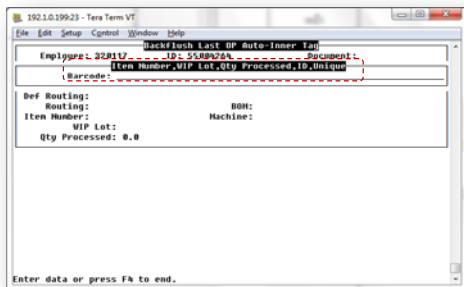 192.1.0.199:23 - Tera Term VT
File Edit Setup Control Window Help
Backflush Last OP Auto-Inner Tag
Employee: 320117 ID: 55804264 Document:
Item Number,WIP Lot,Qty Processed,ID,Unique
Barcode:
Def Routing:
Routing: BOM:
Item Number: Machine:
WIP Lot:
Qty Processed: 0.0
Enter data or press F4 to end.